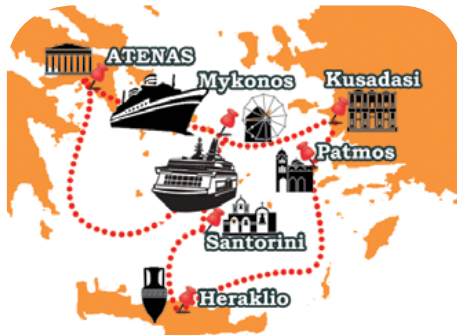 ATENAS
Mykonos
Kusadasi
Patmos
Santorini
Heraklio